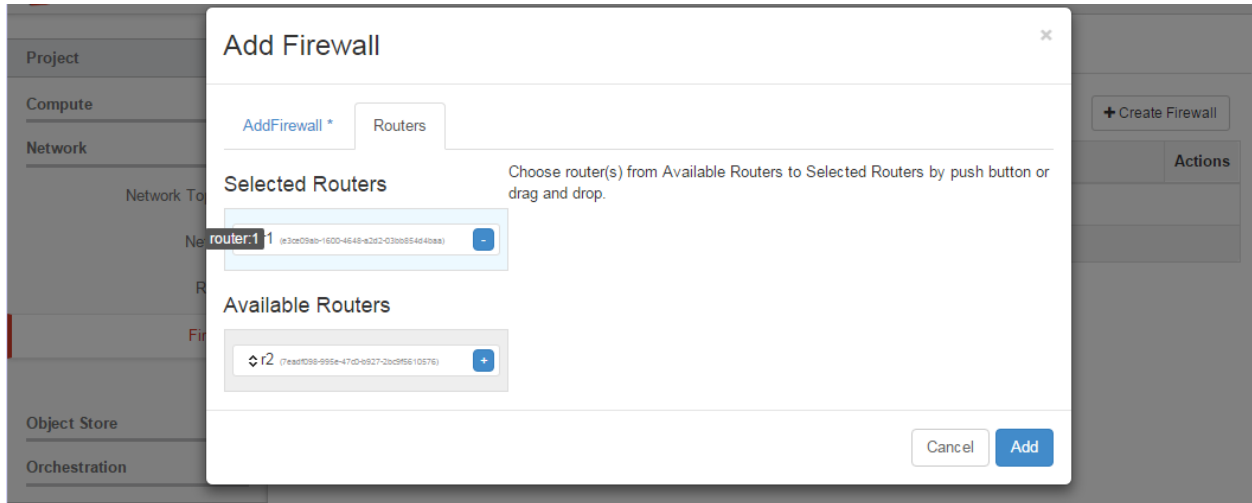 Add Firewall
×
Project
Compute
Network
Network To
Ne
R
Fir
Object Store
Orchestration
AddFirewall *
Routers
Selected Routers
router:1
1 (e3ce09ab-1600-4648-a2d2-03bb854d4baa)
-
Available Routers
r2 (7eadf098-995e-47c0-b927-2bc9f5610576)
+
Choose router(s) from Available Routers to Selected Routers by push button or
drag and drop.
Cancel
Add
+ Create Firewall
Actions